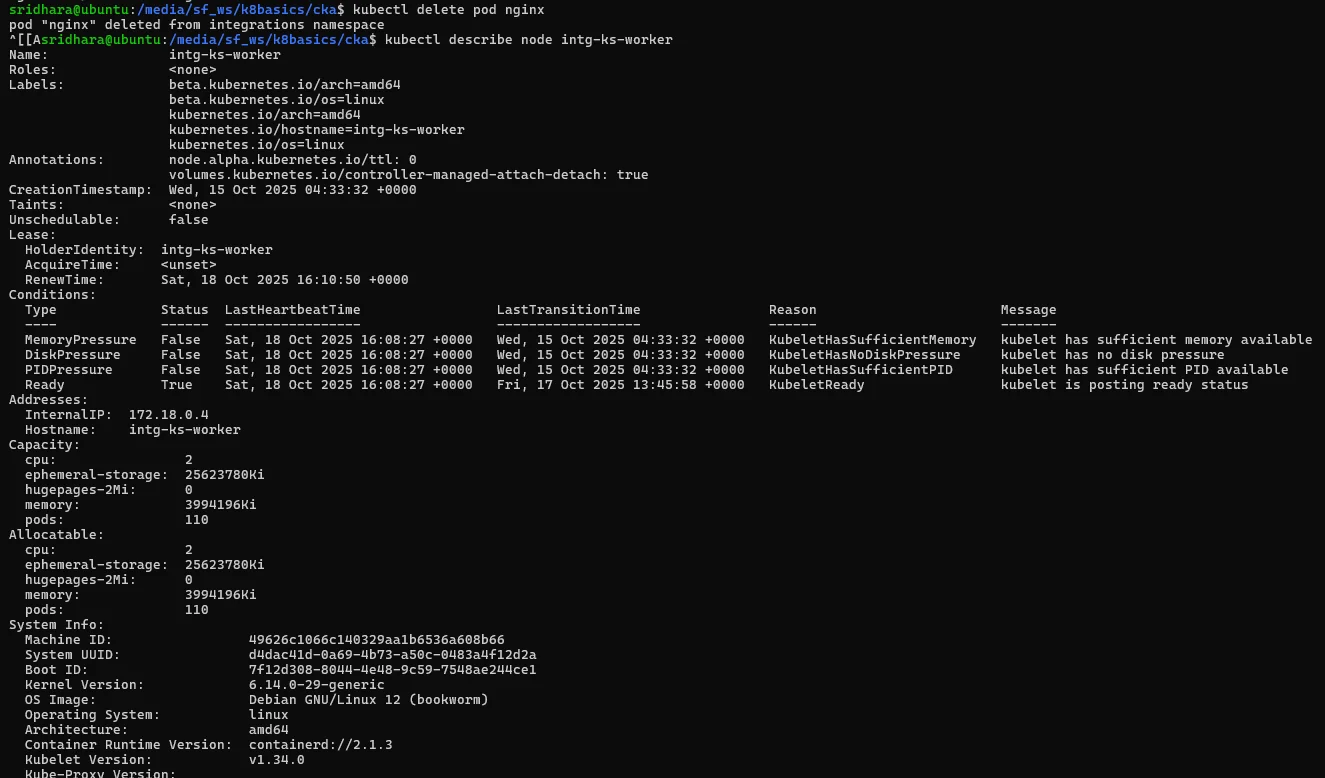 sridhara@ubuntu:/media/sf_ws/k8basics/cka$ kubectl delete pod nginx
pod "nginx" deleted from integrations namespace
^[[Asridhara@ubuntu:/media/sf_ws/k8basics/cka$ kubectl describe node intg-ks-worker
Name:               intg-ks-worker
Roles:              <none>
Labels:             beta.kubernetes.io/arch=amd64
                    beta.kubernetes.io/os=linux
                    kubernetes.io/arch=amd64
                    kubernetes.io/hostname=intg-ks-worker
                    kubernetes.io/os=linux
Annotations:        node.alpha.kubernetes.io/ttl: 0
                    volumes.kubernetes.io/controller-managed-attach-detach: true
CreationTimestamp:  Wed, 15 Oct 2025 04:33:32 +0000
Taints:             <none>
Unschedulable:      false
Lease:
  HolderIdentity:  intg-ks-worker
  AcquireTime:     <unset>
  RenewTime:       Sat, 18 Oct 2025 16:10:50 +0000
Conditions:
  Type             Status  LastHeartbeatTime                 LastTransitionTime                Reason                       Message
  ----             ------  -----------------                 ------------------                ------                       -------
  MemoryPressure   False   Sat, 18 Oct 2025 16:08:27 +0000   Wed, 15 Oct 2025 04:33:32 +0000   KubeletHasSufficientMemory   kubelet has sufficient memory available
  DiskPressure     False   Sat, 18 Oct 2025 16:08:27 +0000   Wed, 15 Oct 2025 04:33:32 +0000   KubeletHasNoDiskPressure     kubelet has no disk pressure
  PIDPressure      False   Sat, 18 Oct 2025 16:08:27 +0000   Wed, 15 Oct 2025 04:33:32 +0000   KubeletHasSufficientPID      kubelet has sufficient PID available
  Ready            True    Sat, 18 Oct 2025 16:08:27 +0000   Fri, 17 Oct 2025 13:45:58 +0000   KubeletReady                 kubelet is posting ready status
Addresses:
  InternalIP:  172.18.0.4
  Hostname:    intg-ks-worker
Capacity:
  cpu:                2
  ephemeral-storage:  25623780Ki
  hugepages-2Mi:      0
  memory:             3994196Ki
  pods:               110
Allocatable:
  cpu:                2
  ephemeral-storage:  25623780Ki
  hugepages-2Mi:      0
  memory:             3994196Ki
  pods:               110
System Info:
  Machine ID:                 49626c1066c140329aa1b6536a608b66
  System UUID:                d4dac41d-0a69-4b73-a50c-0483a4f12d2a
  Boot ID:                    7f12d308-8044-4e48-9c59-7548ae244ce1
  Kernel Version:             6.14.0-29-generic
  OS Image:                   Debian GNU/Linux 12 (bookworm)
  Operating System:           linux
  Architecture:               amd64
  Container Runtime Version:  containerd://2.1.3
  Kubelet Version:            v1.34.0
  Kube-Proxy Version: